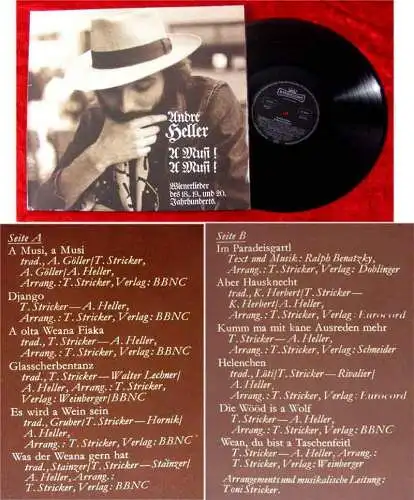 Andre
Heller
A Musi!
A Musi!
Wienerlieder
des 18., 19. und 20.
Jahrhunderts.
Seite A
A Musi, a Musi
trad., A. Göller/T. Stricker,
A. Göller/A. Heller,
Arrang.: T. Stricker, Verlag: BBNC
Django
T. Stricker — A. Heller,
Arrang.: T. Stricker, Verlag: BBNC
A olta Weana Fiaka
trad., T. Stricker — A. Heller,
Arrang.: T. Stricker, Verlag: BBNC
Glasscherbentanz
trad., T. Stricker — Walter Lechner/
A. Heller, Arrang.: T. Stricker,
Verlag: Weinberger/BBNC
Es wird a Wein sein
trad., Gruber/T. Stricker — Hornik/
A. Heller,
Arrang.: T. Stricker, Verlag: BBNC
Was der Weana gern hat
trad., Stainzer/T. Stricker — Stainzer/
A. Heller, Arrang.:
T. Stricker, Verlag: BBNC
Seite B
Im Paradeisgartl
Text und Musik: Ralph Benatzky,
Arrang.: T. Stricker, Verlag: Doblinger
Aber Hausknecht
trad., K. Herbert/T. Stricker —
K. Herbert/A. Heller,
Arrang.: T. Stricker, Verlag: Eurocord
Kumm ma mit kane Ausreden mehr
T. Stricker — A. Heller,
Arrang.: T. Stricker, Verlag: Schneider
Helenchen
trad., Löti/T. Stricker — Rivalier/
A. Heller,
Arrang.: T. Stricker, Verlag: Eurocord
Die Wööd is a Wolf
T. Stricker — A. Heller,
Arrang.: T. Stricker, Verlag: BBNC
Wean, du bist a Taschenfeitl
T. Stricker — A. Heller, Arrang.:
T. Stricker, Verlag: Weinberger
Arrangements und musikalische Leitung:
Toni Stricker.